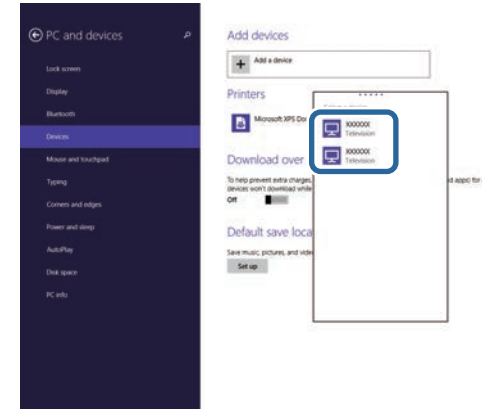 PC and devices
Lock screen
Display
Bluetooth
Devices
Mouse and touchpad
Typing
Corners and edges
Power and sleep
AutoPlay
Disk space
PC info
Add devices
Add a device
Printers
Microsoft XPS Do
Download over
To help prevent extra charges,
d apps) for
devices won't download while
Off
Default save loca
Save music, pictures, and vide
Set up
XXXXXX
Television
XXXXXX
Television